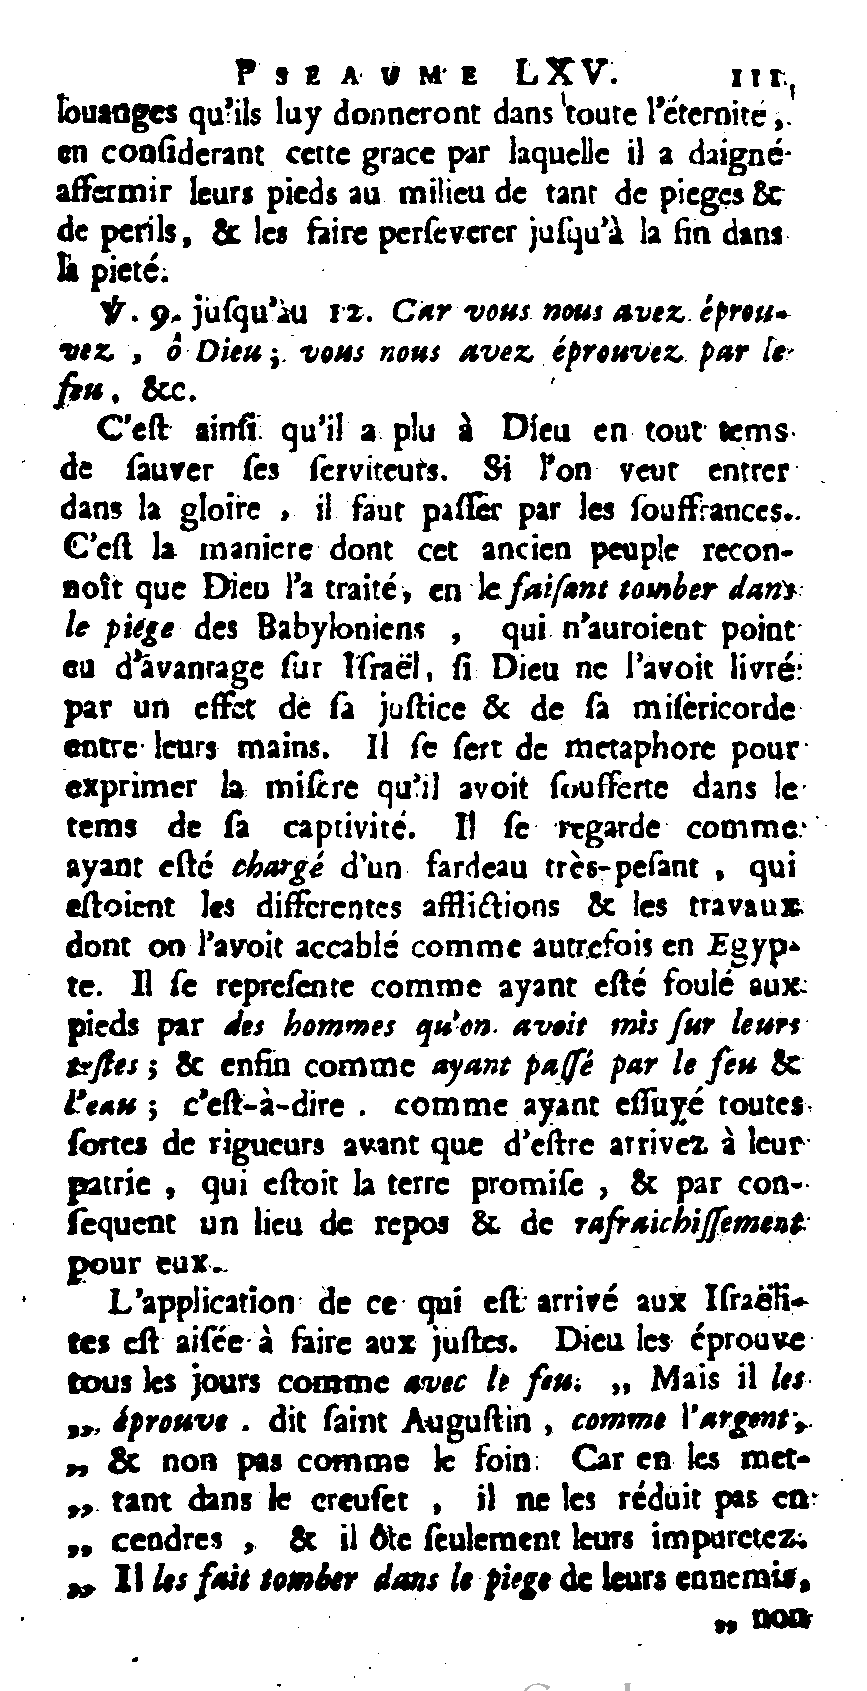 PSEAUME LXV. 111
louanges qu'ils luy donneront dans toute l'éternité,
en conſiderant cette grace par laquelle il a daigné
affermir leurs pieds au milieu de tant de pieges &
de perils, & les faire perſeverer juſqu'à la fin dans
la pieté.
℣. 9. juſqu'au 12. Car vous nous avez éprou-
vez, ô Dieu; vous nous avez éprouvez par le
feu, &c.
C'eſt ainſi qu'il a plu à Dieu en tout tems
de ſauver ſes ſerviteurs. Si l'on veut entrer
dans la gloire, il faut paſſer par les ſouffrances.
C'eſt la maniere dont cet ancien peuple recon-
noît que Dieu l'a traité, en le faiſant tomber dans
le piége des Babyloniens, qui n'auroient point
eu d'avantage ſur Iſraël, ſi Dieu ne l'avoit livré
par un effet de ſa juſtice & de ſa miſericorde
entre leurs mains. Il ſe ſert de metaphore pour
exprimer la miſere qu'il avoit ſoufferte dans le
tems de ſa captivité. Il ſe regarde comme
ayant eſté chargé d'un fardeau très-peſant, qui
eſtoient les differentes afflictions & les travaux
dont on l'avoit accablé comme autrefois en Egyp-
te. Il ſe repreſente comme ayant eſté foulé aux
pieds par des hommes qu'on avoit mis ſur leurs
teſtes; & enfin comme ayant paſſé par le feu &
l'eau; c'eſt-à-dire, comme ayant eſſuyé toutes
ſortes de rigueurs avant que d'eſtre arrivez à leur
patrie, qui eſtoit la terre promiſe, & par con-
ſequent un lieu de repos & de rafraichiſſement
pour eux.
L'application de ce qui eſt arrivé aux Iſraëli-
tes eſt aiſée à faire aux juſtes. Dieu les éprouve
tous les jours comme avec le feu. „ Mais il les
„ éprouve, dit ſaint Auguſtin, comme l'argent,
„ & non pas comme le foin. Car en les met-
„ tant dans le creuſet, il ne les réduit pas en
„ cendres, & il ôte ſeulement leurs impuretez.
„ Il les fait tomber dans le piege de leurs ennemis,
„ non